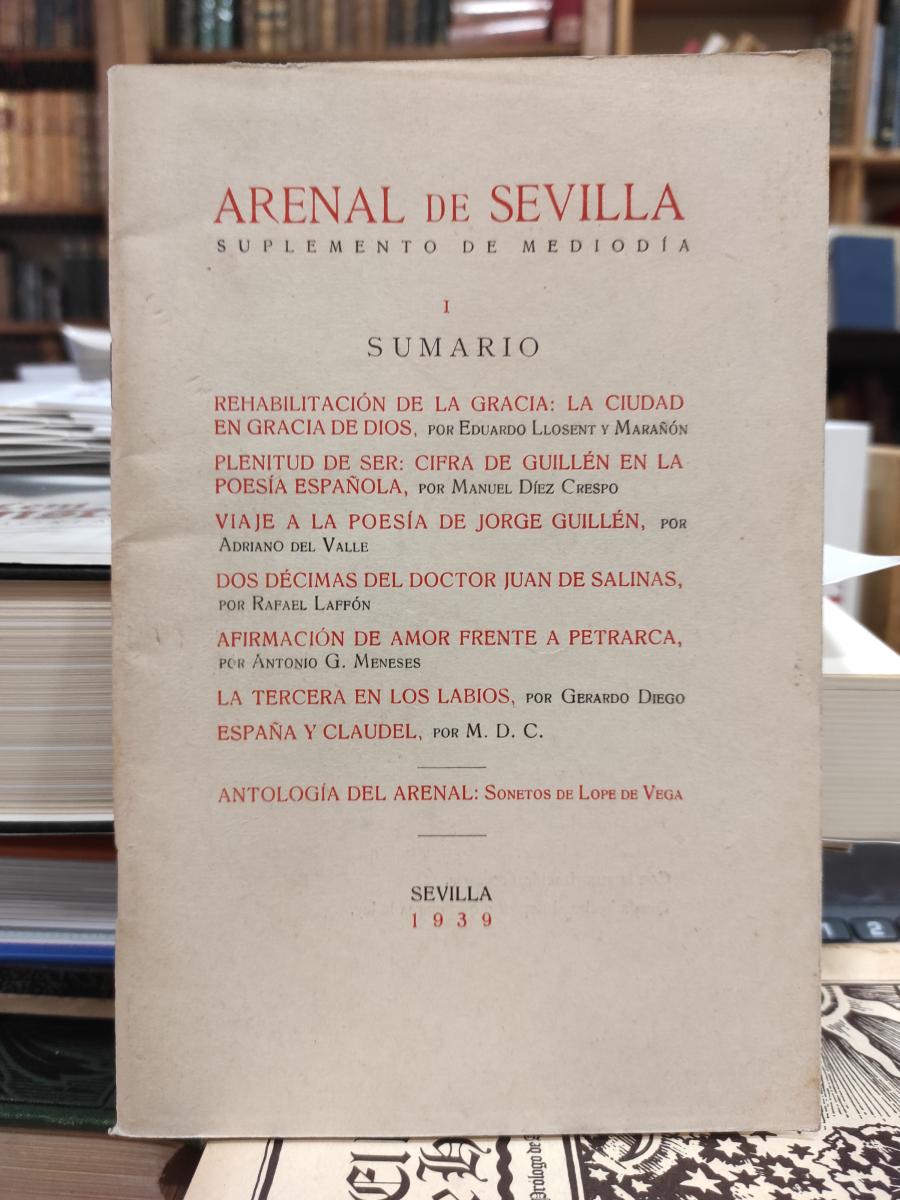 ARENAL DE SEVILLA
SUPLEMENTO DE MEDIODÍA
I
SUMARIO
REHABILITACIÓN DE LA GRACIA: LA CIUDAD
EN GRACIA DE DIOS, POR EDUARDO LLOSENT Y MARAÑÓN
PLENITUD DE SER: CIFRA DE GUILLÉN EN LA
POESÍA ESPAÑOLA, POR MANUEL DÍEZ CRESPO
VIAJE A LA POESÍA DE JORGE GUILLÉN, POR
ADRIANO DEL VALLE
DOS DÉCIMAS DEL DOCTOR JUAN DE SALINAS,
POR RAFAEL LAFFÓN
AFIRMACIÓN DE AMOR FRENTE A PETRARCA,
POR ANTONIO G. MENESES
LA TERCERA EN LOS LABIOS, POR GERARDO DIEGO
ESPAÑA Y CLAUDEL, POR M. D. C.
ANTOLOGÍA DEL ARENAL: SONETOS DE LOPE DE VEGA
SEVILLA
1939
2
Prólogo de